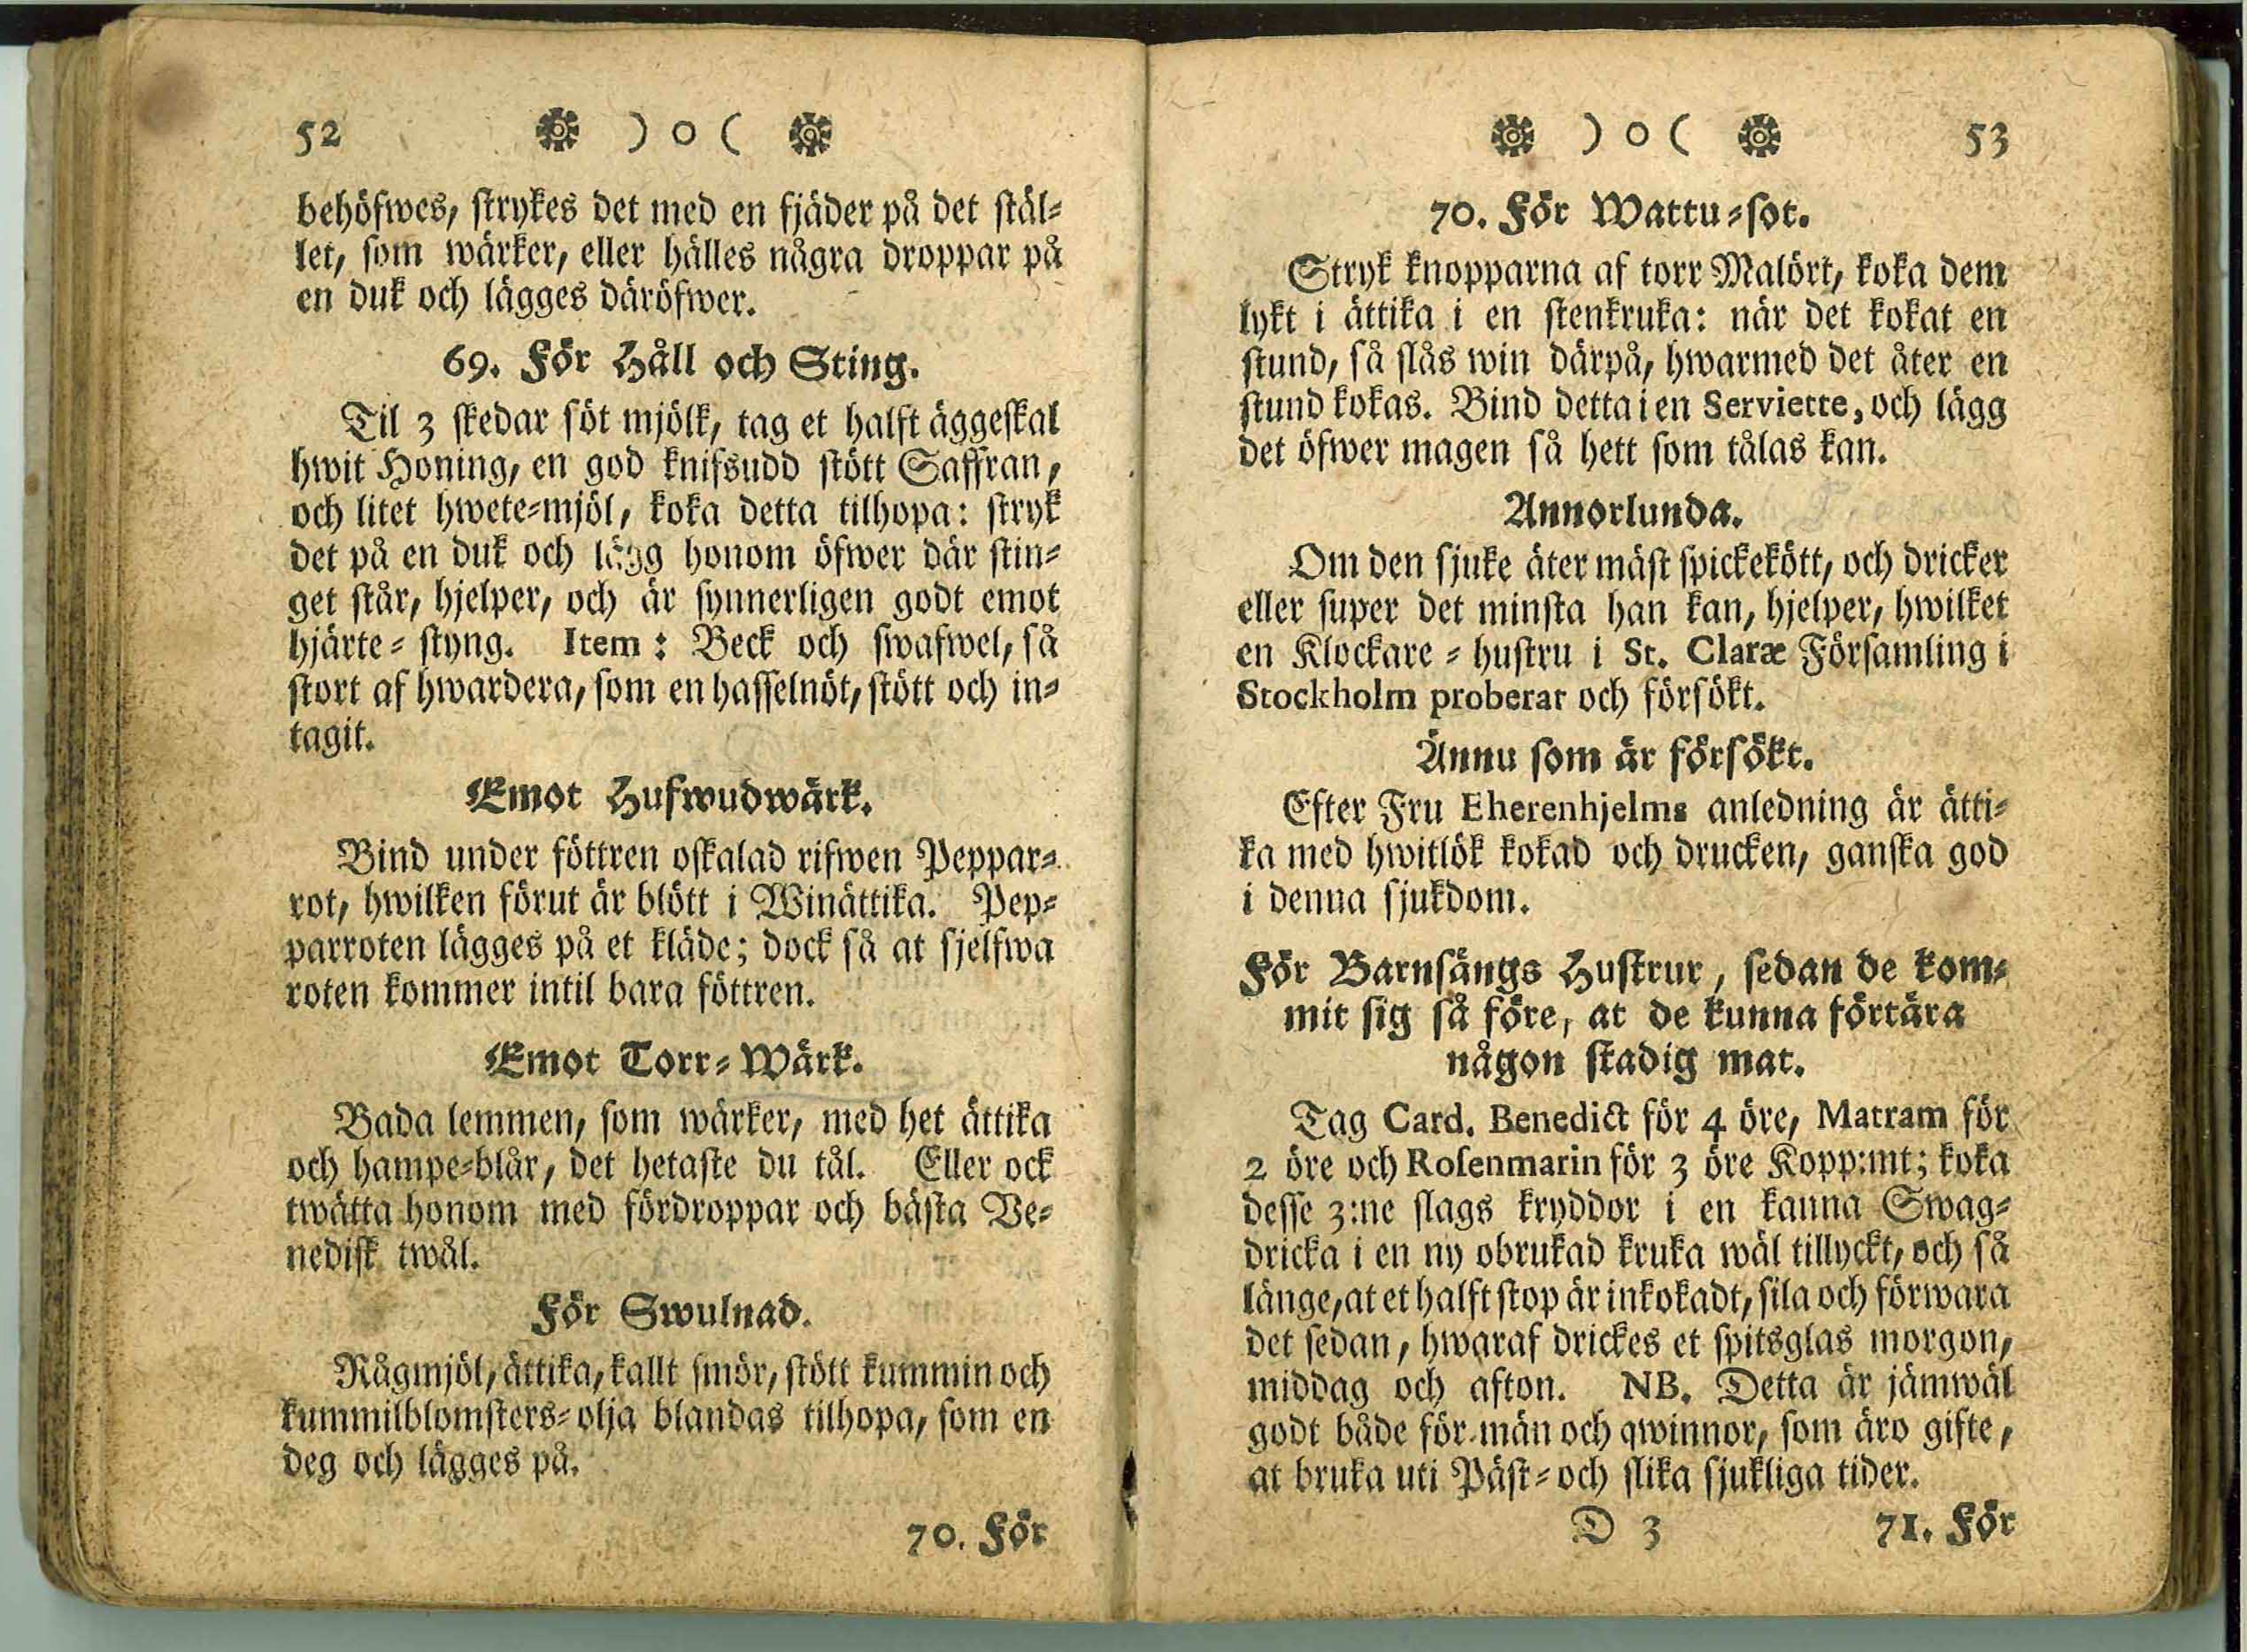 52 ) o (
behöfwes, strykes det med en fjäder på det stäl-
let, som wärker, eller hälles några droppar på
en duk och lägges däröfwer.
69. För Håll och Sting.
Til 3 skedar söt mjölk, tag et halft äggeskal
hwit Honing, en god knifsudd stött Saffran,
och litet hwete-mjöl, koka detta tilhopa: stryk
det på en duk och lägg honom öfwer där stin-
get står, hjelper, och är synnerligen godt emot
hjärte-styng. Item: Beck och swafwel, så
stort af hwardera, som en hasselnöt, stött och in-
tagit.
Emot Hufwudwärk.
Bind under föttren oskalad rifwen Peppar-
rot, hwilken förut är blött i Winättika. Pep-
parroten lägges på et kläde; dock så at sjelfwa
roten kommer intil bara föttren.
Emot Torr-Wärk.
Bada lemmen, som wärker, med het ättika
och hampe-blår, det hetaste du tål. Eller ock
twätta honom med fördroppar och bästa Ve-
nedisk twål.
För Swulnad.
Rågmjöl, ättika, kallt smör, stött kummin och
kummilblomsters-olja blandas tilhopa, som en
deg och lägges på.
70. För
) o ( 53
70. För Wattu-sot.
Stryk knopparna af torr Malört, koka dem
lykt i ättika i en stenkruka: när det kokat en
stund, så slås win därpå, hwarmed det åter en
stund kokas. Bind detta i en Serviette, och lägg
det öfwer magen så hett som tålas kan.
Annorlunda.
Om den sjuke äter mäst spickekött, och dricker
eller super det minsta han kan, hjelper, hwilket
en Klockare-hustru i St. Claræ Församling i
Stockholm proberar och försökt.
Ännu som är försökt.
Efter Fru Eherenhjelms anledning är ätti-
ka med hwitlök kokad och drucken, ganska god
i denna sjukdom.
För Barnsängs Hustrur, sedan de kom-
mit sig så före, at de kunna förtära
någon stadig mat.
Tag Card. Benedict för 4 öre, Matram för
2 öre och Rosenmarin för 3 öre Kopp:mt; koka
desse 3:ne slags kryddor i en kanna Swag-
dricka i en ny obrukad kruka wäl tillyckt, och så
länge, at et halft stop är inkokadt, sila och förwara
det sedan, hwaraf drickes et spitsglas morgon,
middag och afton. NB. Detta är jämwäl
godt både för män och qwinnor, som äro gifte,
at bruka uti Päst- och slika sjukliga tider.
D 3 71. För